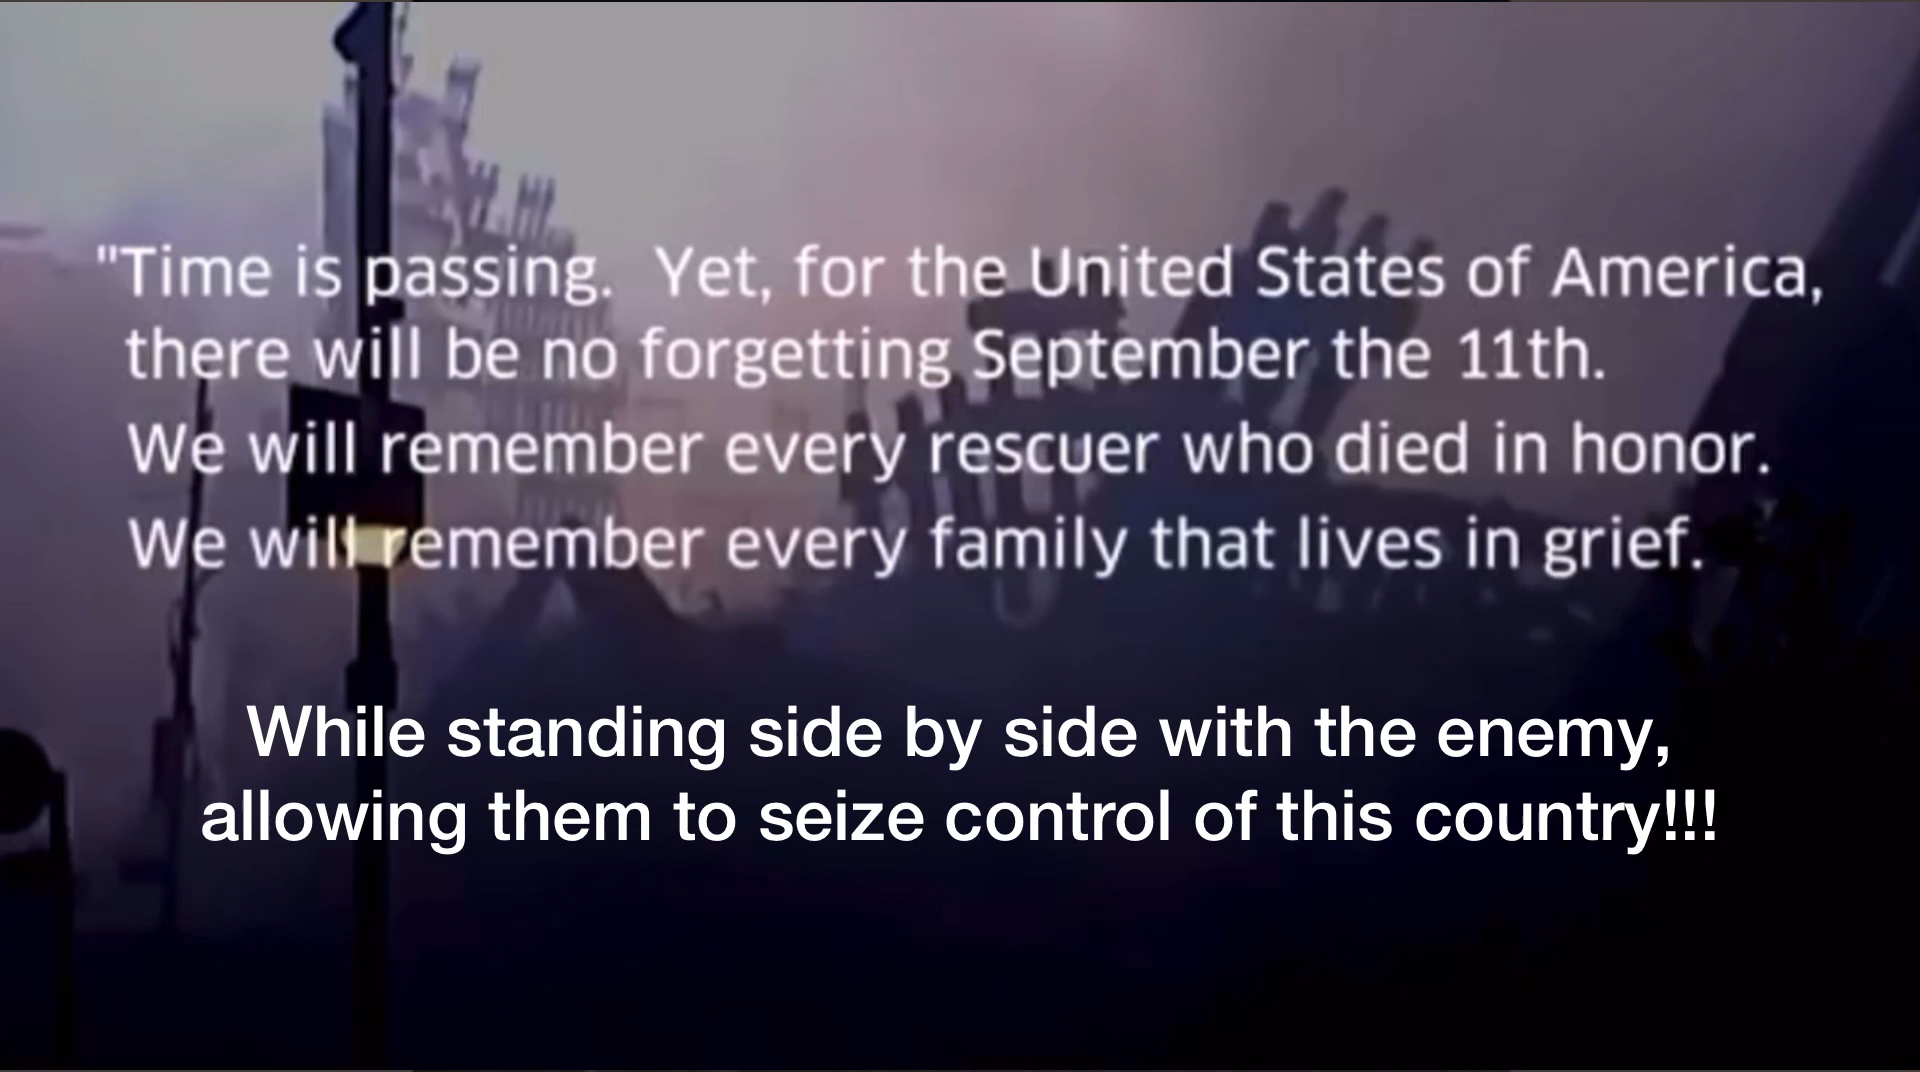 "Time is passing. Yet, for the United States of America,
there will be no forgetting September the 11th.
We will remember every rescuer who died in honor.
We will remember every family that lives in grief.
While standing side by side with the enemy,
allowing them to seize control of this country!!!